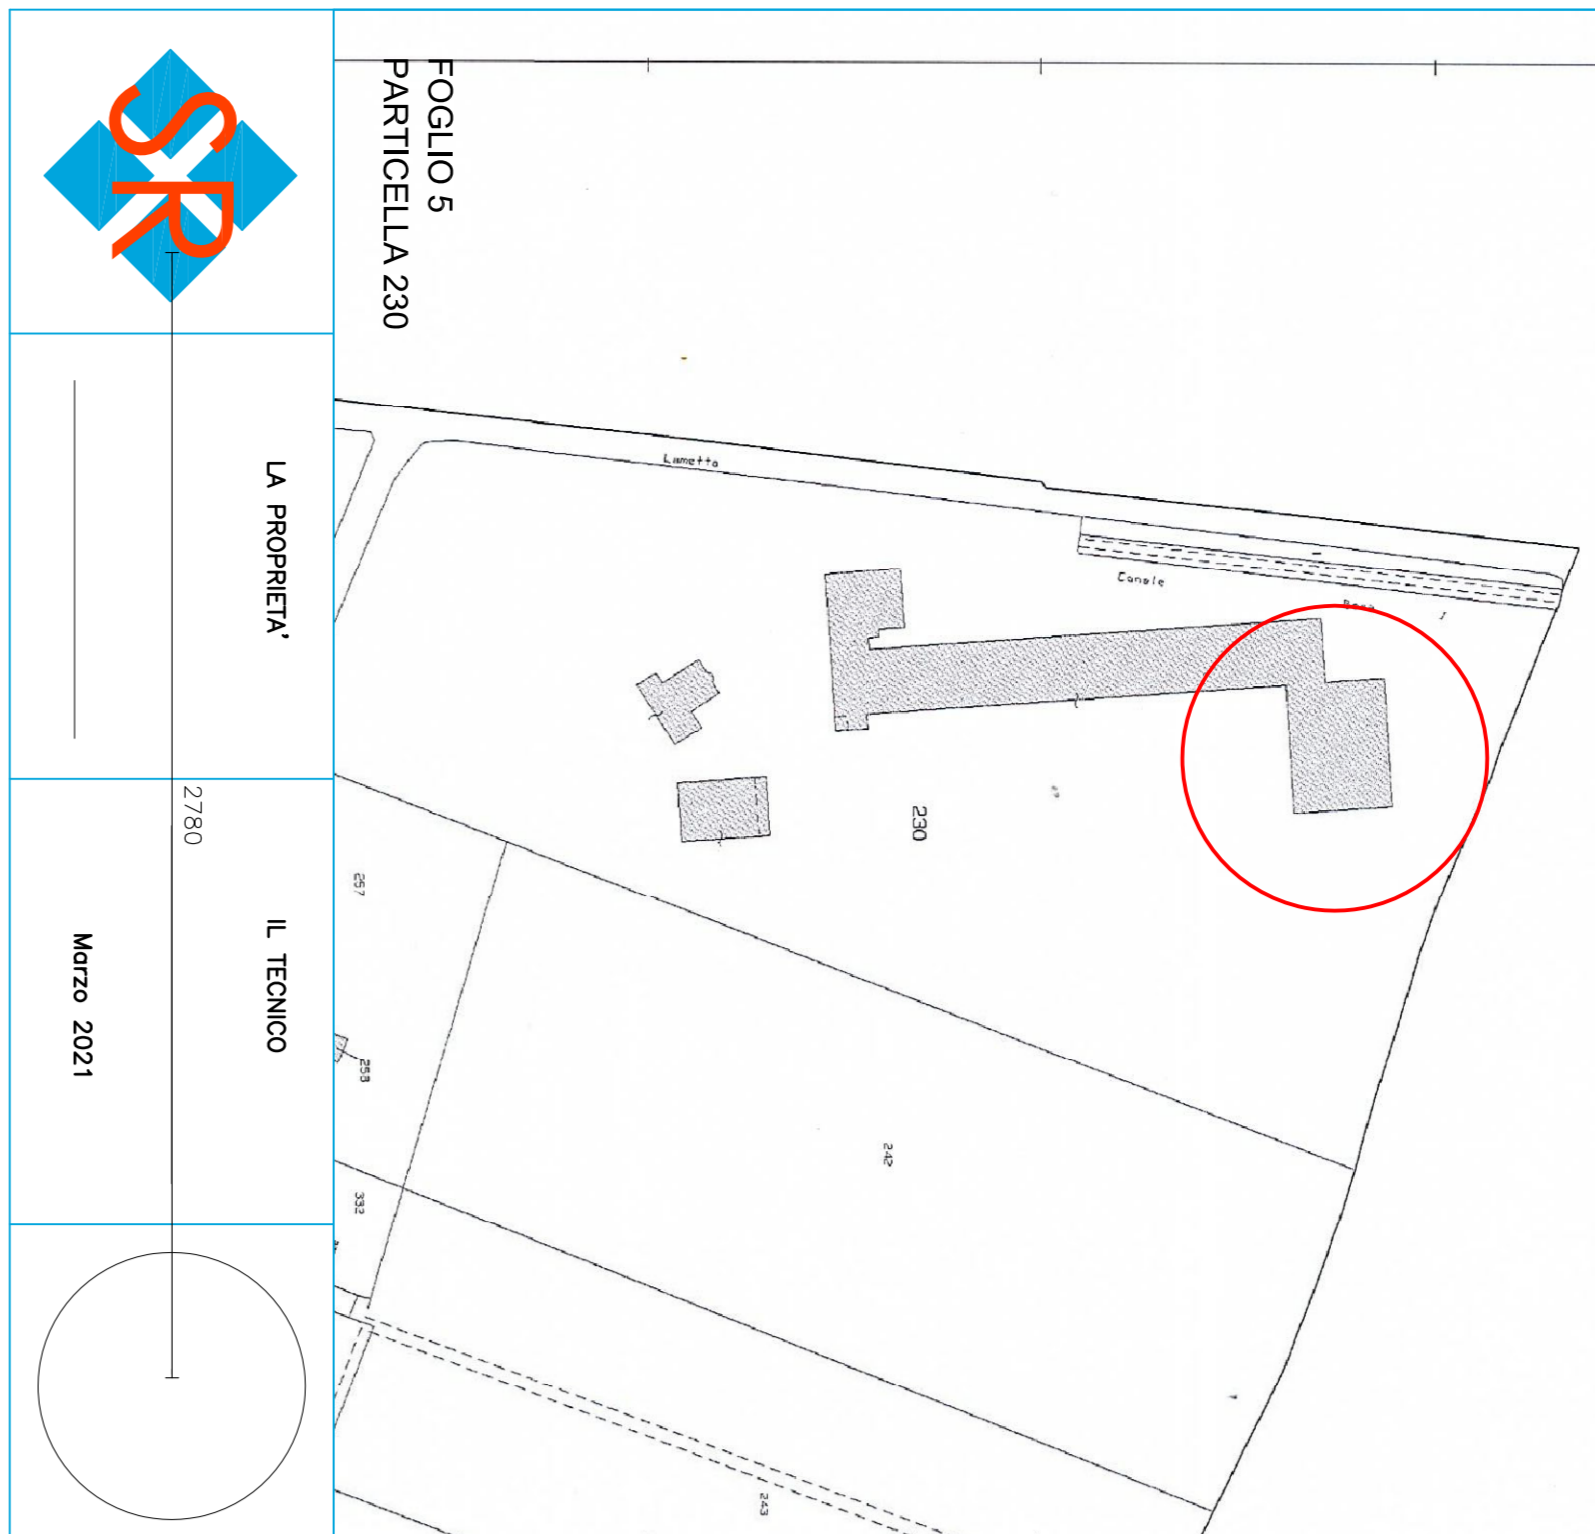 FOGLIO 5
PARTICELLA 230
SR
LA PROPRIETA'
IL TECNICO
Marzo 2021
2780
Lametta
Canale
230
257
258
242
332
243